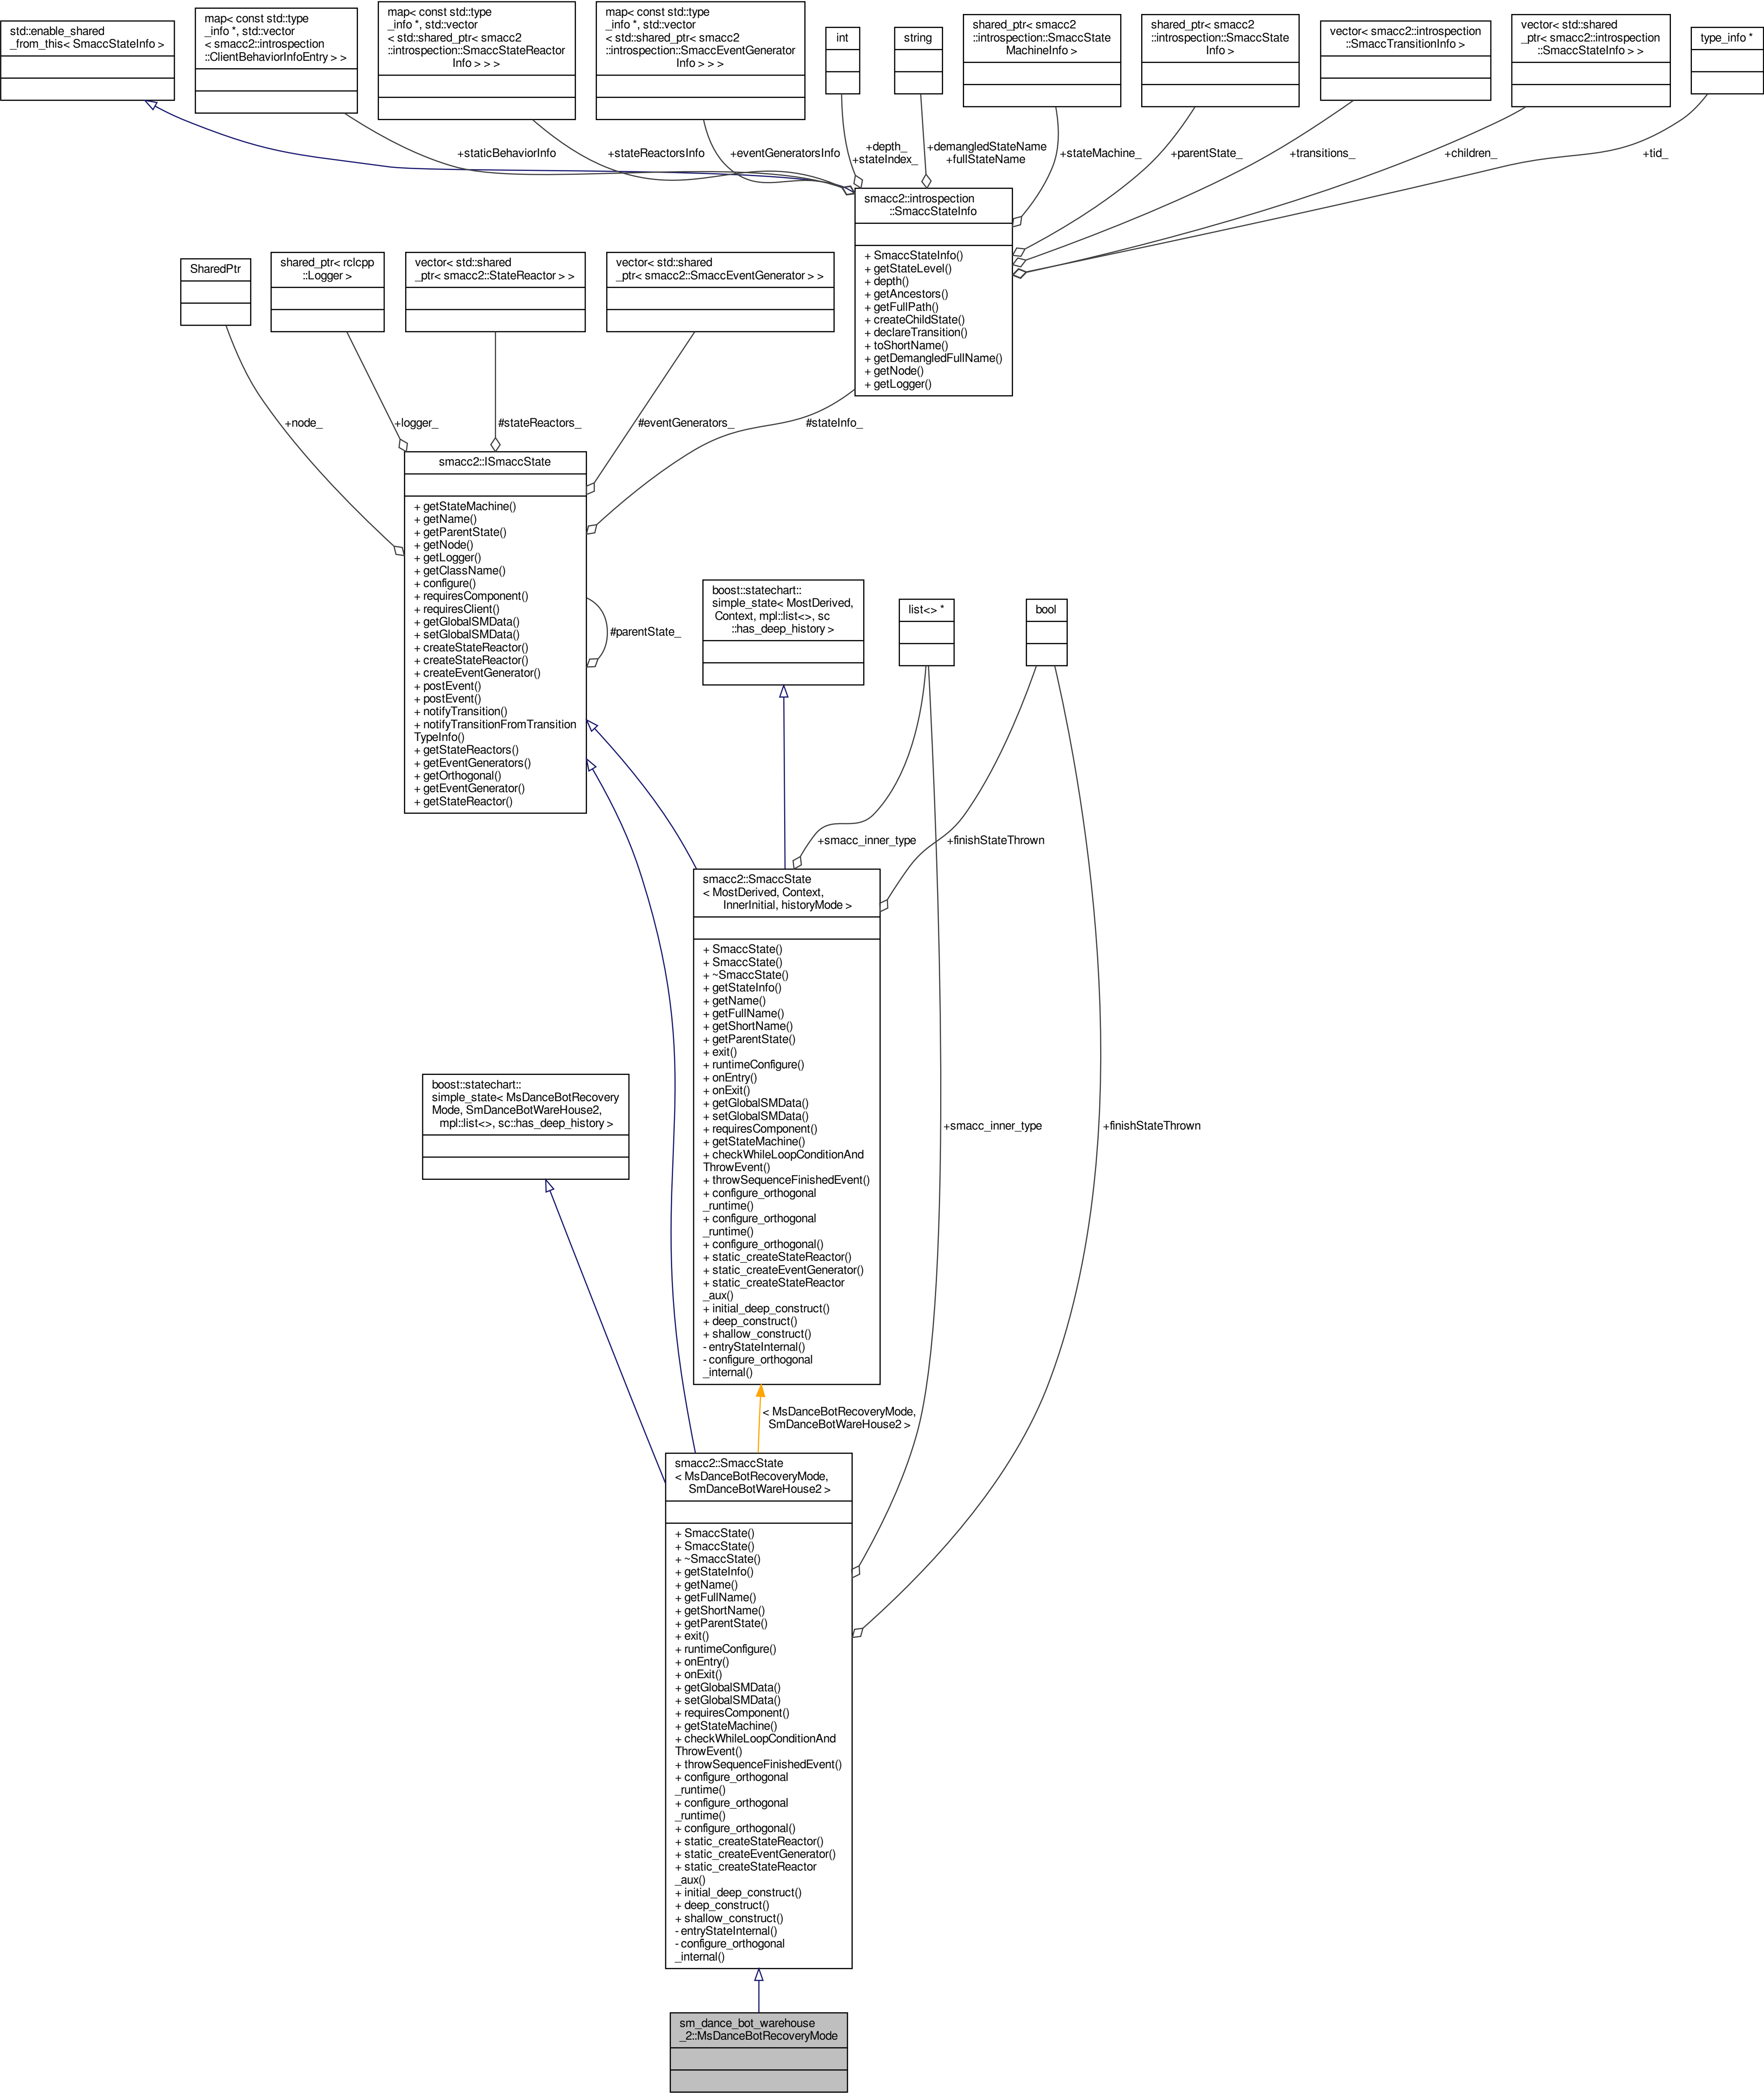 std::enable_shared
_from_this< SmaccStateInfo >
map< const std::type
_info *, std::vector
< smacc2::introspection
::ClientBehaviorInfoEntry > >
map< const std::type
_info *, std::vector
< std::shared_ptr< smacc2
::introspection::SmaccStateReactor
Info > > >
map< const std::type
_info *, std::vector
< std::shared_ptr< smacc2
::introspection::SmaccEventGenerator
Info > > >
int
string
shared_ptr< smacc2
::introspection::SmaccState
MachineInfo >
shared_ptr< smacc2
::introspection::SmaccState
Info >
vector< smacc2::introspection
::SmaccTransitionInfo >
vector< std::shared
_ptr< smacc2::introspection
::SmaccStateInfo > >
type_info *
+staticBehaviorInfo
+stateReactorsInfo
+eventGeneratorsInfo
+depth_
+stateIndex_
+demangledStateName
+fullStateName
+stateMachine_
+parentState_
+transitions_
+children_
+tid_
smacc2::introspection
::SmaccStateInfo
+ SmaccStateInfo()
+ getStateLevel()
+ depth()
+ getAncestors()
+ getFullPath()
+ createChildState()
+ declareTransition()
+ toShortName()
+ getDemangledFullName()
+ getNode()
+ getLogger()
SharedPtr
shared_ptr< rclcpp
::Logger >
vector< std::shared
_ptr< smacc2::StateReactor > >
vector< std::shared
_ptr< smacc2::SmaccEventGenerator > >
+node_
+logger_
#stateReactors_
#eventGenerators_
#stateInfo_
smacc2::ISmaccState
+ getStateMachine()
+ getName()
+ getParentState()
+ getNode()
+ getLogger()
+ getClassName()
+ configure()
+ requiresComponent()
+ requiresClient()
+ getGlobalSMData()
+ setGlobalSMData()
+ createStateReactor()
+ createStateReactor()
+ createEventGenerator()
+ postEvent()
+ postEvent()
+ notifyTransition()
+ notifyTransitionFromTransition
TypeInfo()
+ getStateReactors()
+ getEventGenerators()
+ getOrthogonal()
+ getEventGenerator()
+ getStateReactor()
#parentState_
boost::statechart::
simple_state< MostDerived,
Context, mpl::list<>, sc
::has_deep_history >
list<> *
bool
+smacc_inner_type
+finishStateThrown
smacc2::SmaccState
< MostDerived, Context,
InnerInitial, historyMode >
+ SmaccState()
+ SmaccState()
+ ~SmaccState()
+ getStateInfo()
+ getName()
+ getFullName()
+ getShortName()
+ getParentState()
+ exit()
+ runtimeConfigure()
+ onEntry()
+ onExit()
+ getGlobalSMData()
+ setGlobalSMData()
+ requiresComponent()
+ getStateMachine()
+ checkWhileLoopConditionAnd
ThrowEvent()
+ throwSequenceFinishedEvent()
+ configure_orthogonal
_runtime()
+ configure_orthogonal
_runtime()
+ configure_orthogonal()
+ static_createStateReactor()
+ static_createEventGenerator()
+ static_createStateReactor
_aux()
+ initial_deep_construct()
+ deep_construct()
+ shallow_construct()
- entryStateInternal()
- configure_orthogonal
_internal()
boost::statechart::
simple_state< MsDanceBotRecovery
Mode, SmDanceBotWareHouse2,
mpl::list<>, sc::has_deep_history >
+smacc_inner_type
+finishStateThrown
< MsDanceBotRecoveryMode,
SmDanceBotWareHouse2 >
smacc2::SmaccState
< MsDanceBotRecoveryMode,
SmDanceBotWareHouse2 >
+ SmaccState()
+ SmaccState()
+ ~SmaccState()
+ getStateInfo()
+ getName()
+ getFullName()
+ getShortName()
+ getParentState()
+ exit()
+ runtimeConfigure()
+ onEntry()
+ onExit()
+ getGlobalSMData()
+ setGlobalSMData()
+ requiresComponent()
+ getStateMachine()
+ checkWhileLoopConditionAnd
ThrowEvent()
+ throwSequenceFinishedEvent()
+ configure_orthogonal
_runtime()
+ configure_orthogonal
_runtime()
+ configure_orthogonal()
+ static_createStateReactor()
+ static_createEventGenerator()
+ static_createStateReactor
_aux()
+ initial_deep_construct()
+ deep_construct()
+ shallow_construct()
- entryStateInternal()
- configure_orthogonal
_internal()
sm_dance_bot_warehouse
_2::MsDanceBotRecoveryMode